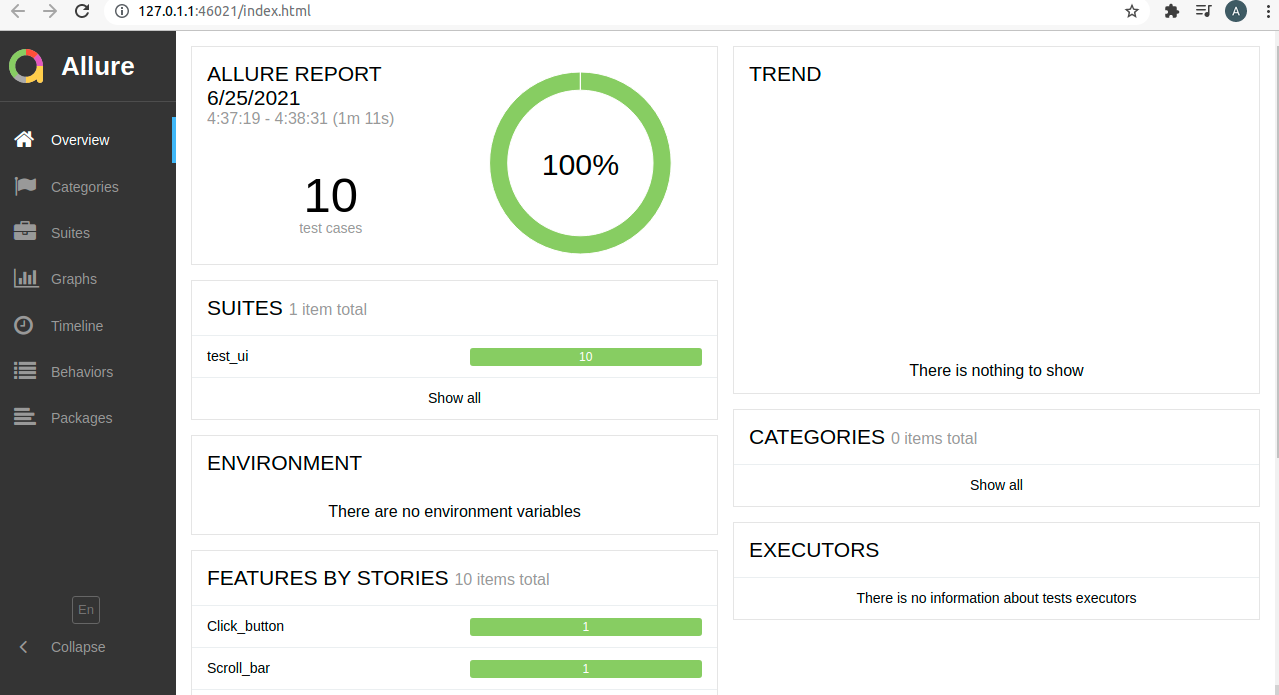 127.0.1.1:46021/index.html
A
Allure
Overview
Categories
Suites
Graphs
Timeline
Behaviors
Packages
En
Collapse
ALLURE REPORT
6/25/2021
4:37:19 - 4:38:31 (1m 11s)
10
test cases
100%
SUITES 1 item total
test_ui 10
Show all
ENVIRONMENT
There are no environment variables
FEATURES BY STORIES 10 items total
Click_button 1
Scroll_bar 1
TREND
There is nothing to show
CATEGORIES 0 items total
Show all
EXECUTORS
There is no information about tests executors